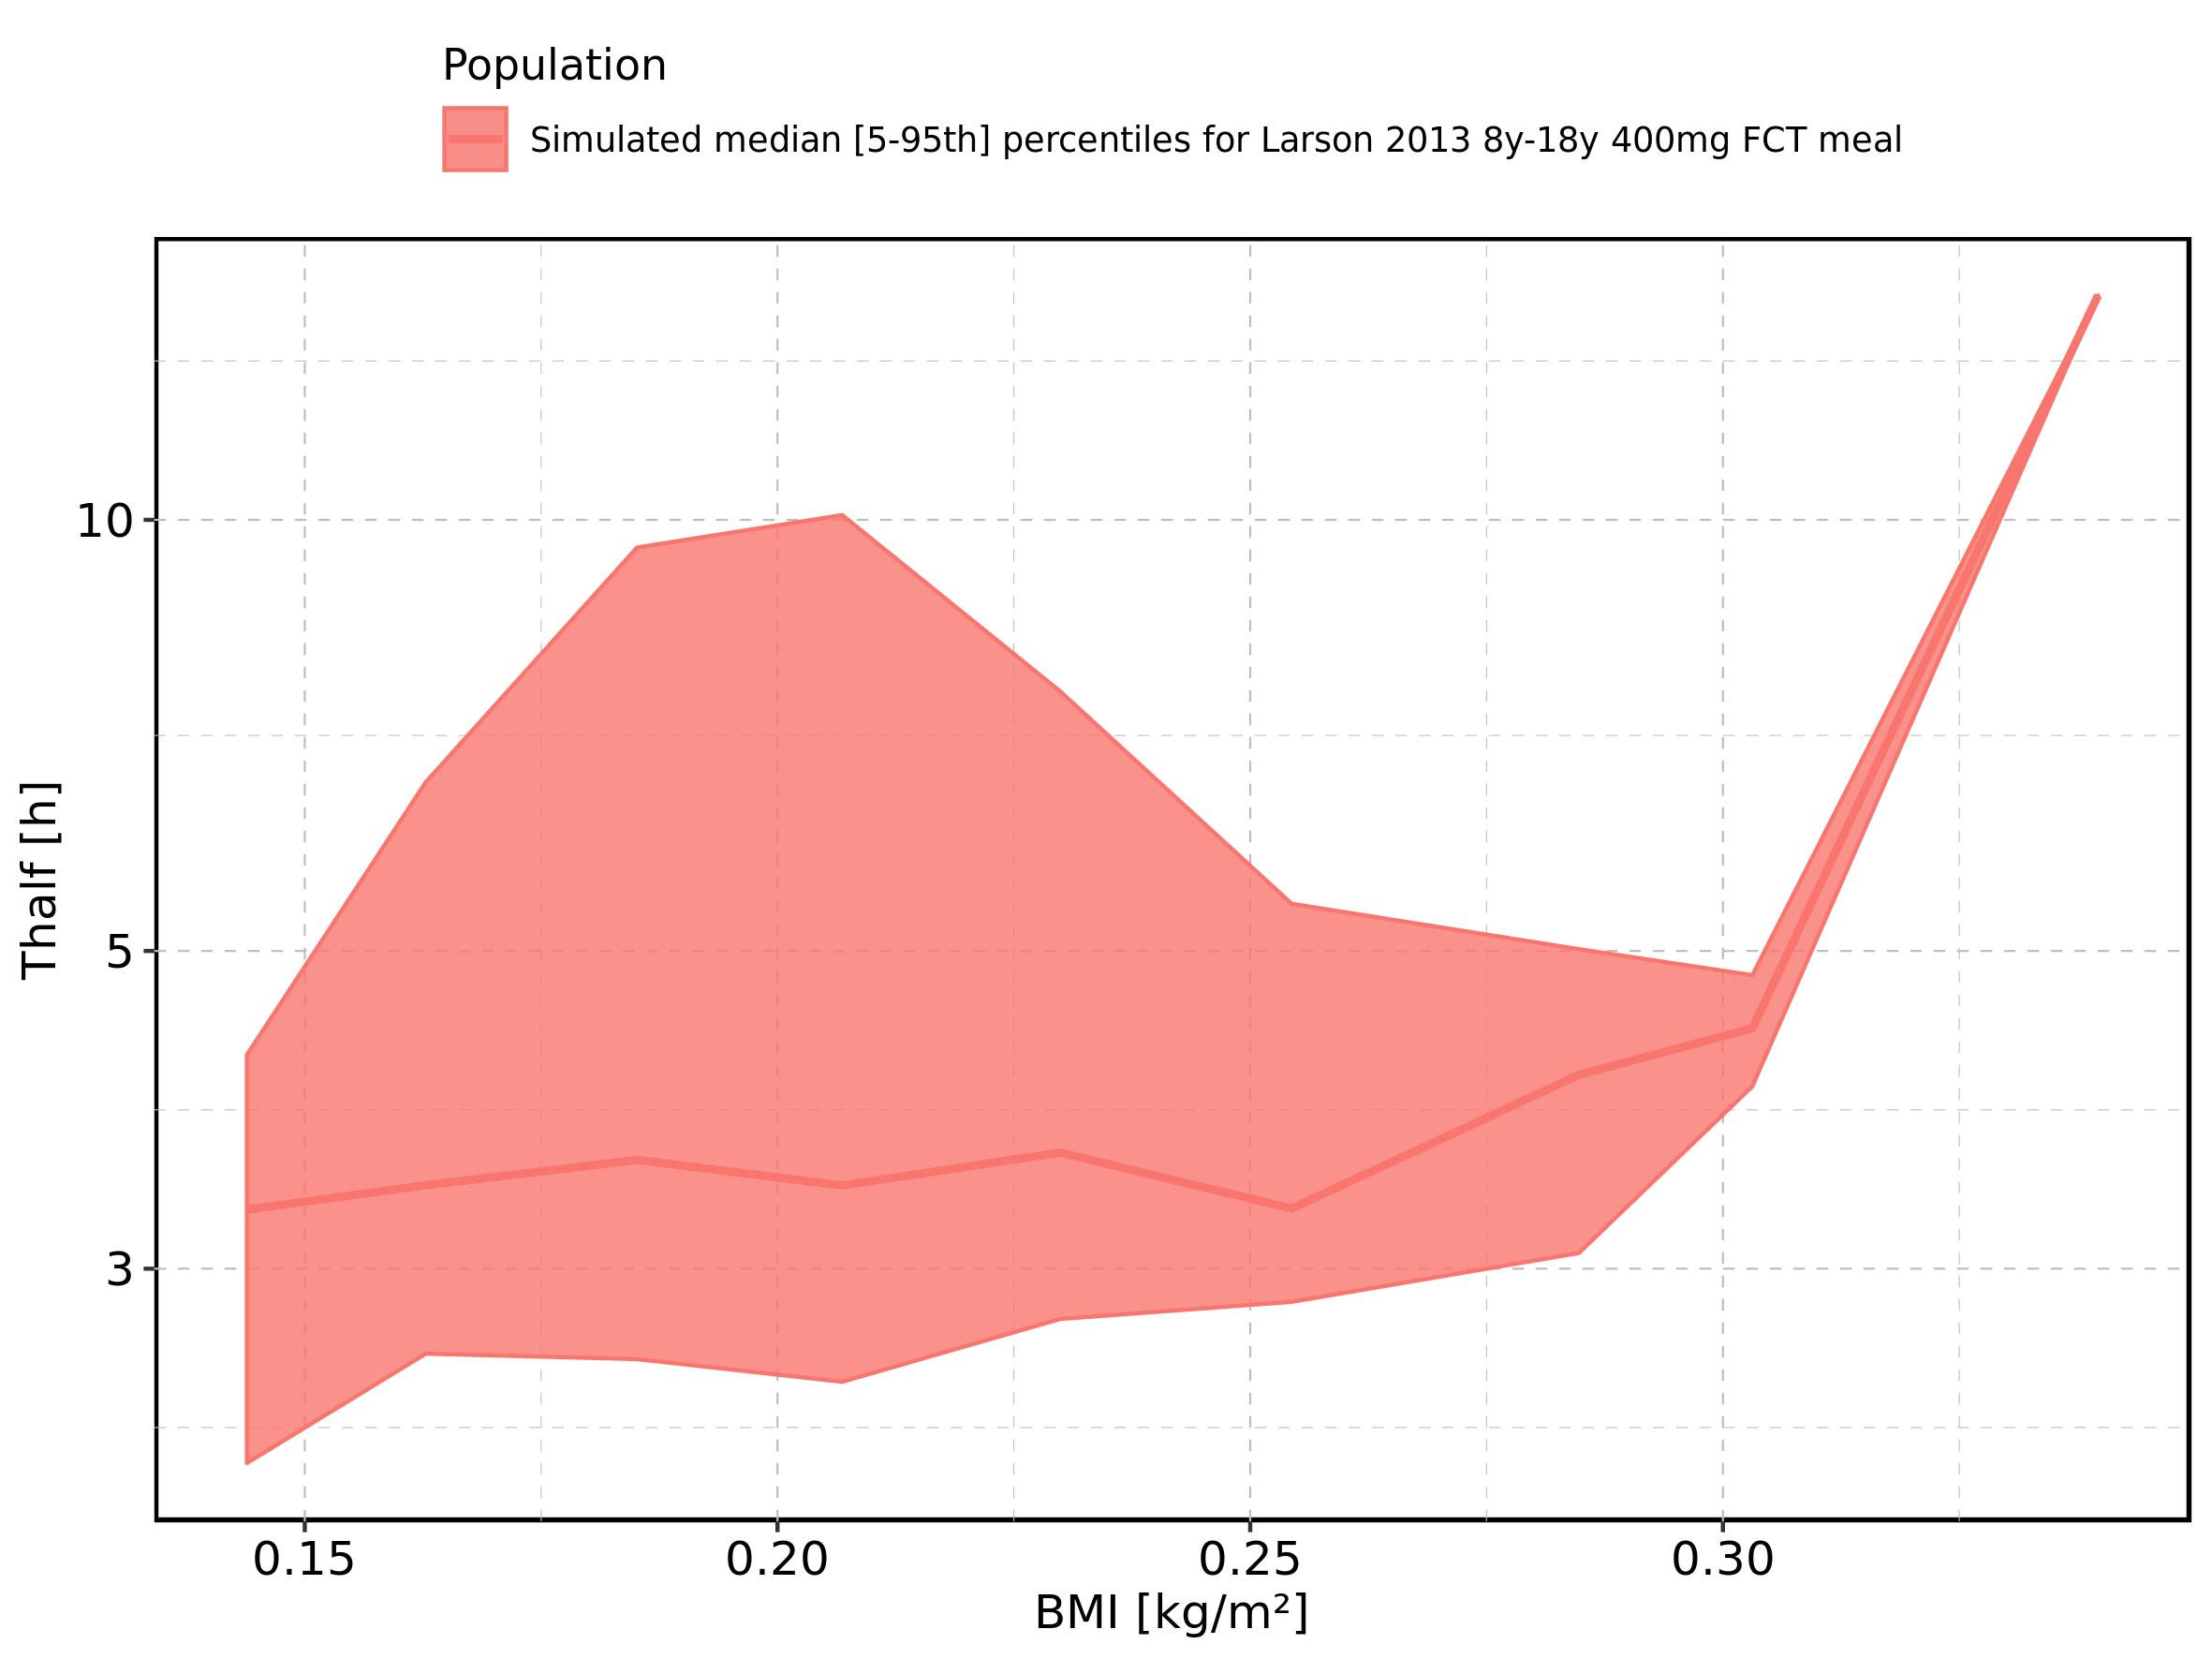 Population
Simulated median [5-95th] percentiles for Larson 2013 8y-18y 400mg FCT meal
Thalf [h]
10
5
3
0.15 0.20 0.25 0.30
BMI [kg/m²]